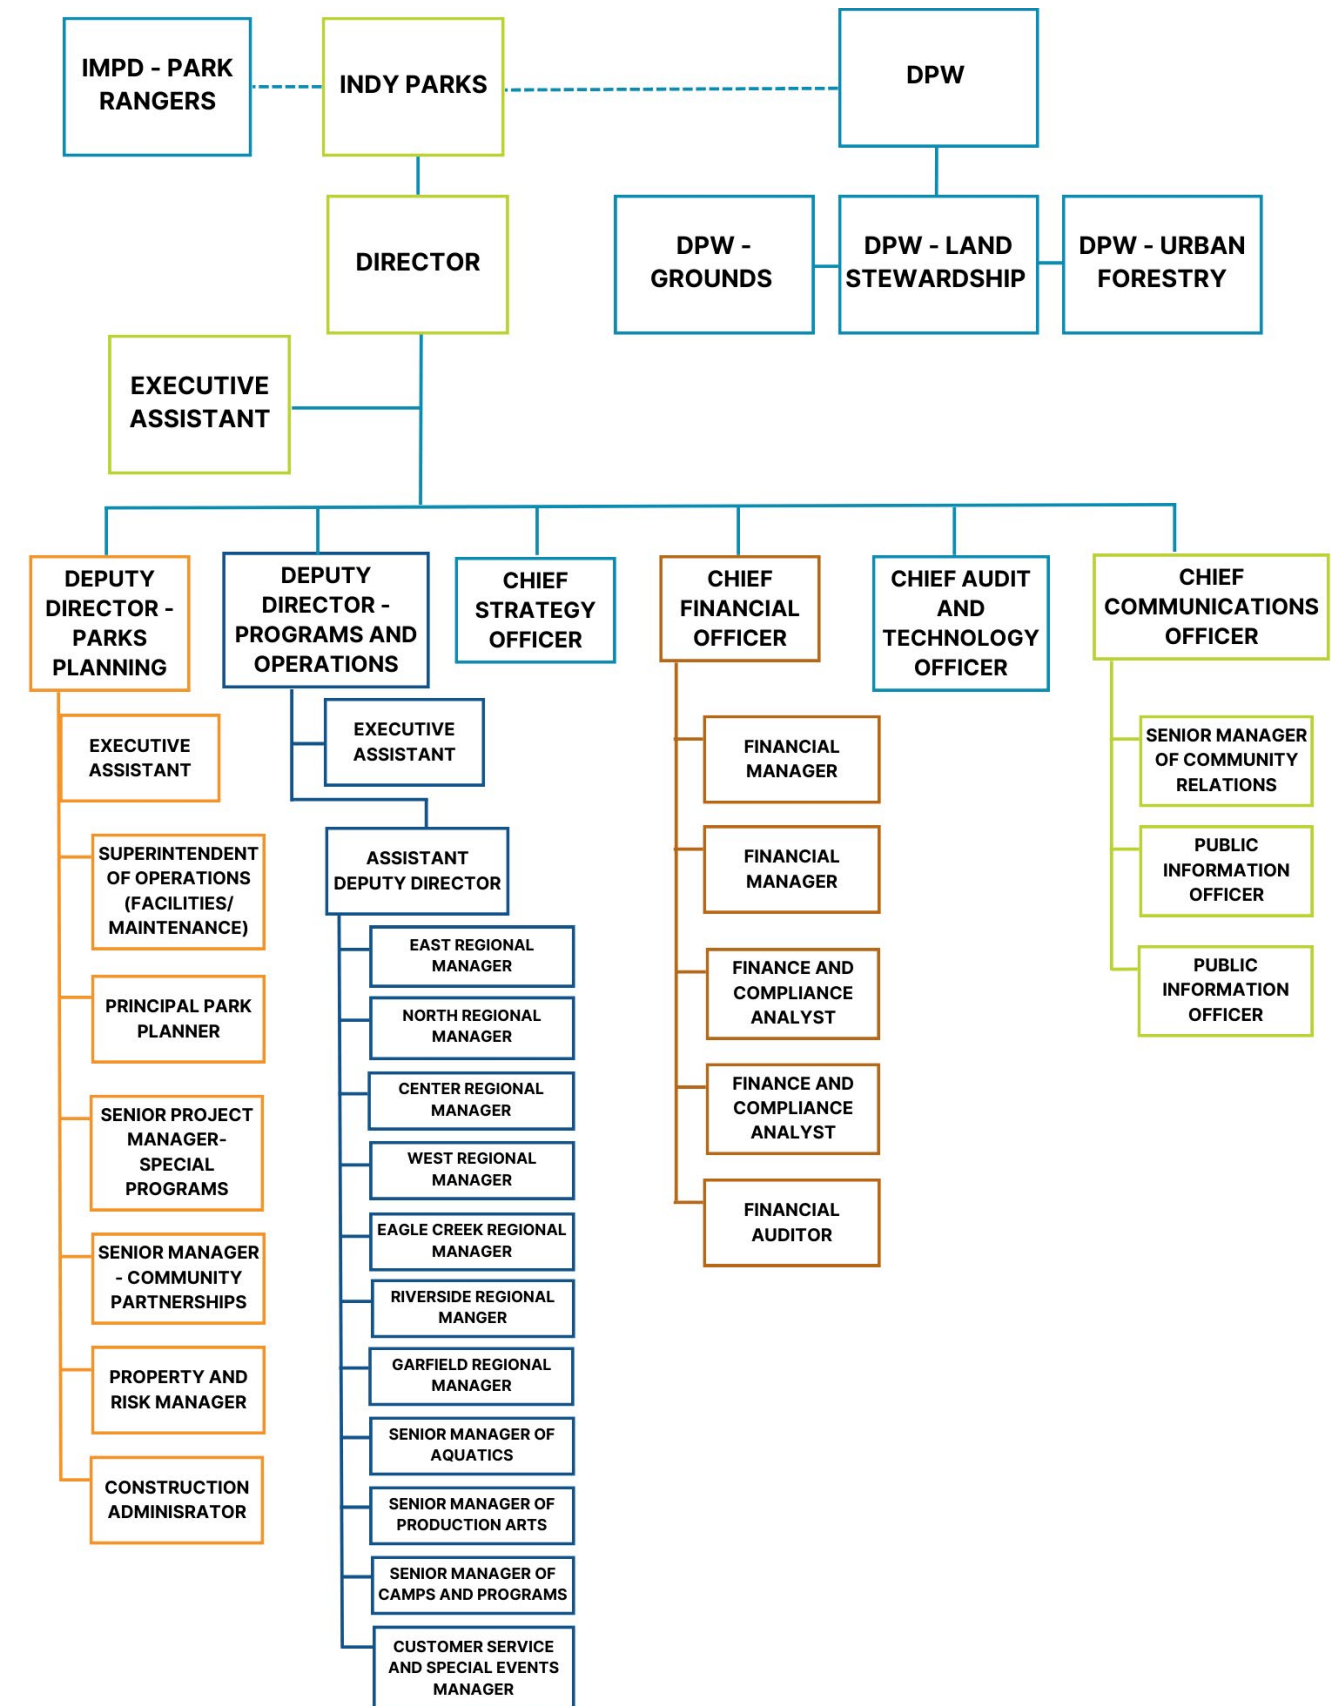 IMPD - PARK
RANGERS
INDY PARKS
DPW
DIRECTOR
DPW -
GROUNDS
DPW - LAND
STEWARDSHIP
DPW - URBAN
FORESTRY
EXECUTIVE
ASSISTANT
DEPUTY
DIRECTOR -
PARKS
PLANNING
DEPUTY
DIRECTOR -
PROGRAMS AND
OPERATIONS
CHIEF
STRATEGY
OFFICER
CHIEF
FINANCIAL
OFFICER
CHIEF AUDIT
AND
TECHNOLOGY
OFFICER
CHIEF
COMMUNICATIONS
OFFICER
EXECUTIVE
ASSISTANT
SUPERINTENDENT
OF OPERATIONS
(FACILITIES/
MAINTENANCE)
PRINCIPAL PARK
PLANNER
SENIOR PROJECT
MANAGER-
SPECIAL
PROGRAMS
SENIOR MANAGER
- COMMUNITY
PARTNERSHIPS
PROPERTY AND
RISK MANAGER
CONSTRUCTION
ADMINISRATOR
EXECUTIVE
ASSISTANT
ASSISTANT
DEPUTY DIRECTOR
EAST REGIONAL
MANAGER
NORTH REGIONAL
MANAGER
CENTER REGIONAL
MANAGER
WEST REGIONAL
MANAGER
EAGLE CREEK REGIONAL
MANAGER
RIVERSIDE REGIONAL
MANGER
GARFIELD REGIONAL
MANAGER
SENIOR MANAGER OF
AQUATICS
SENIOR MANAGER OF
PRODUCTION ARTS
SENIOR MANAGER OF
CAMPS AND PROGRAMS
CUSTOMER SERVICE
AND SPECIAL EVENTS
MANAGER
FINANCIAL
MANAGER
FINANCIAL
MANAGER
FINANCE AND
COMPLIANCE
ANALYST
FINANCE AND
COMPLIANCE
ANALYST
FINANCIAL
AUDITOR
SENIOR MANAGER
OF COMMUNITY
RELATIONS
PUBLIC
INFORMATION
OFFICER
PUBLIC
INFORMATION
OFFICER